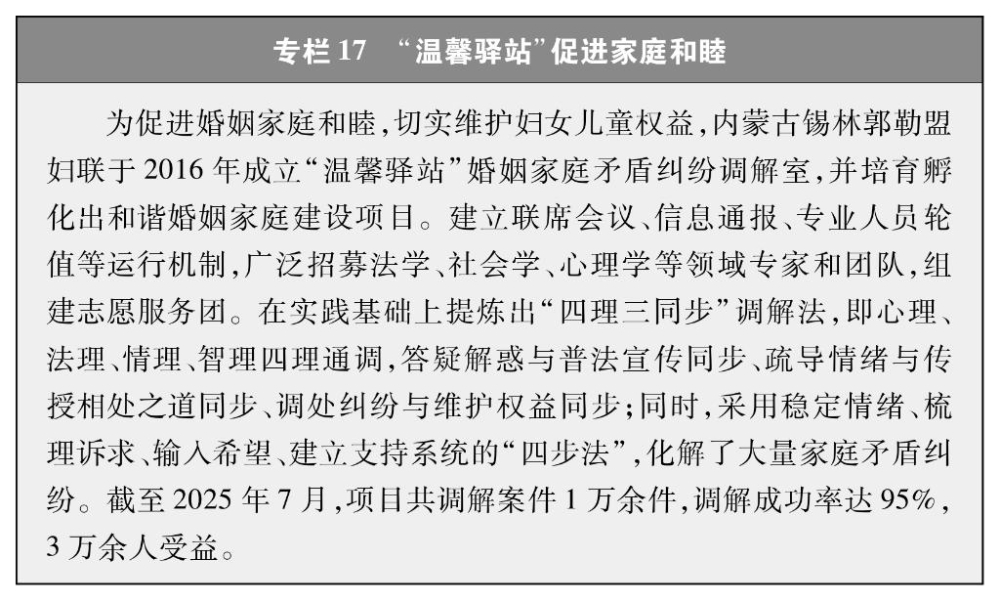 专栏17 “温馨驿站”促进家庭和睦
为促进婚姻家庭和睦,切实维护妇女儿童权益,内蒙古锡林郭勒盟
妇联于2016年成立“温馨驿站”婚姻家庭矛盾纠纷调解室,并培育孵
化出和谐婚姻家庭建设项目。建立联席会议、信息通报、专业人员轮
值等运行机制,广泛招募法学、社会学、心理学等领域专家和团队,组
建志愿服务团。在实践基础上提炼出“四理三同步”调解法,即心理、
法理、情理、智理四理通调,答疑解惑与普法宣传同步、疏导情绪与传
授相处之道同步、调处纠纷与维护权益同步;同时,采用稳定情绪、梳
理诉求、输入希望、建立支持系统的“四步法”,化解了大量家庭矛盾纠
纷。截至2025年7月,项目共调解案件1万余件,调解成功率达95%,
3万余人受益。